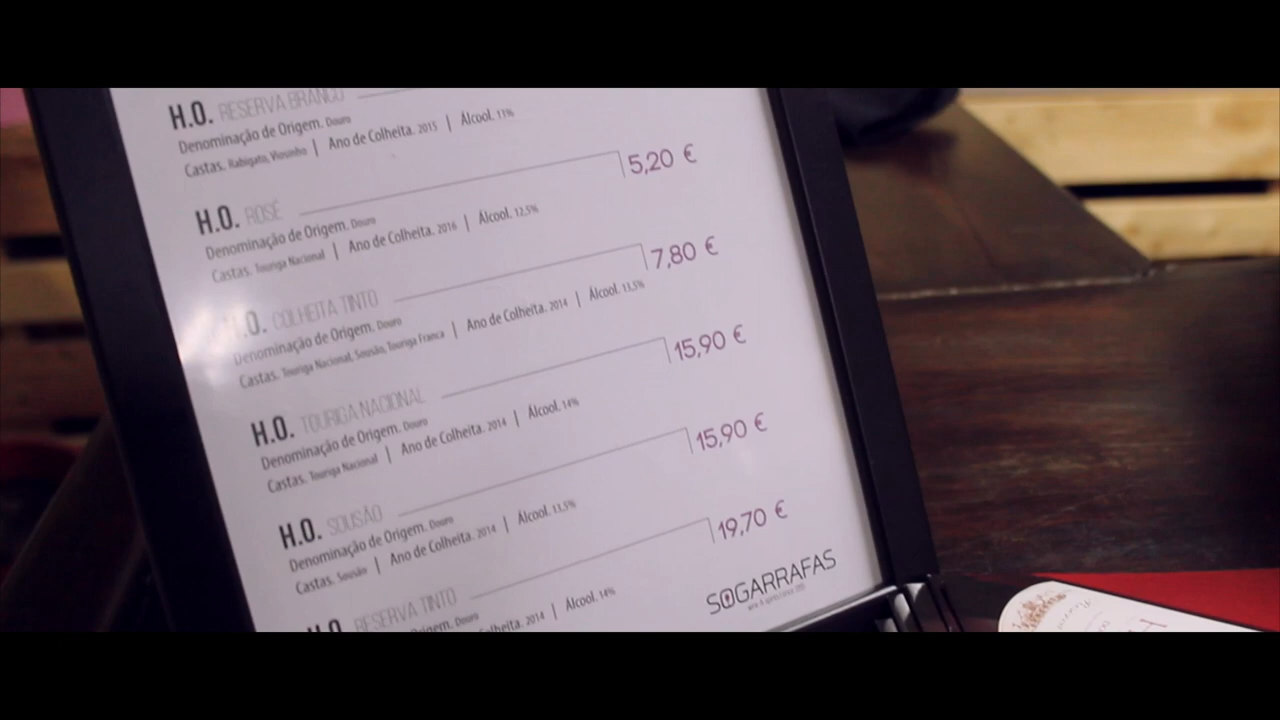 H.O. RESERVA BRANCO
Denominação de Origem. Douro
Castas. Rabigato, Viosinho | Ano de Colheita. 2015 | Álcool. 13%
H.O. ROSÉ 5,20 €
Denominação de Origem. Douro
Castas. Touriga Nacional | Ano de Colheita. 2016 | Álcool. 12,5%
H.O. COLHEITA TINTO 7,80 €
Denominação de Origem. Douro
Castas. Touriga Nacional, Sousão, Touriga Franca | Ano de Colheita. 2014 | Álcool. 13,5%
H.O. TOURIGA NACIONAL 15,90 €
Denominação de Origem. Douro
Castas. Touriga Nacional | Ano de Colheita. 2014 | Álcool. 14%
H.O. SOUSÃO 15,90 €
Denominação de Origem. Douro
Castas. Sousão | Ano de Colheita. 2014 | Álcool. 13,5%
H.O. RESERVA TINTO 19,70 €
Origem. Douro
Colheita. 2014 | Álcool. 14%
SOGARRAFAS